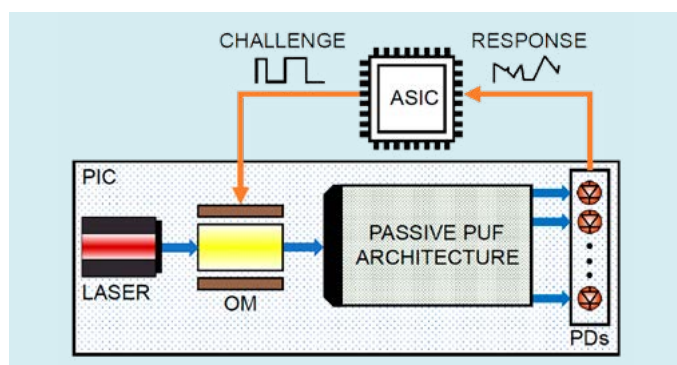 CHALLENGE
RESPONSE
ASIC
PIC
PASSIVE PUF
ARCHITECTURE
LASER
OM
PDs